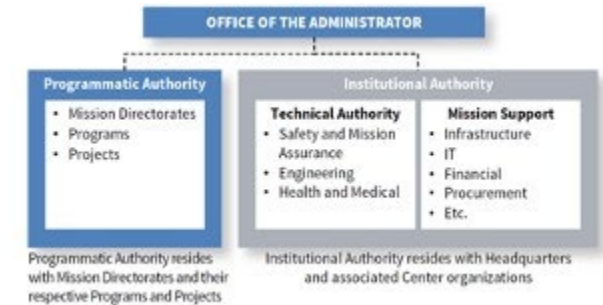 OFFICE OF THE ADMINISTRATOR
Programmatic Authority
• Mission Directorates
• Programs
• Projects
Institutional Authority
Technical Authority
• Safety and Mission
Assurance
• Engineering
• Health and Medical
Mission Support
• Infrastructure
• IT
• Financial
• Procurement
• Etc.
Programmatic Authority resides
with Mission Directorates and their
respective Programs and Projects
Institutional Authority resides with Headquarters
and associated Center organizations